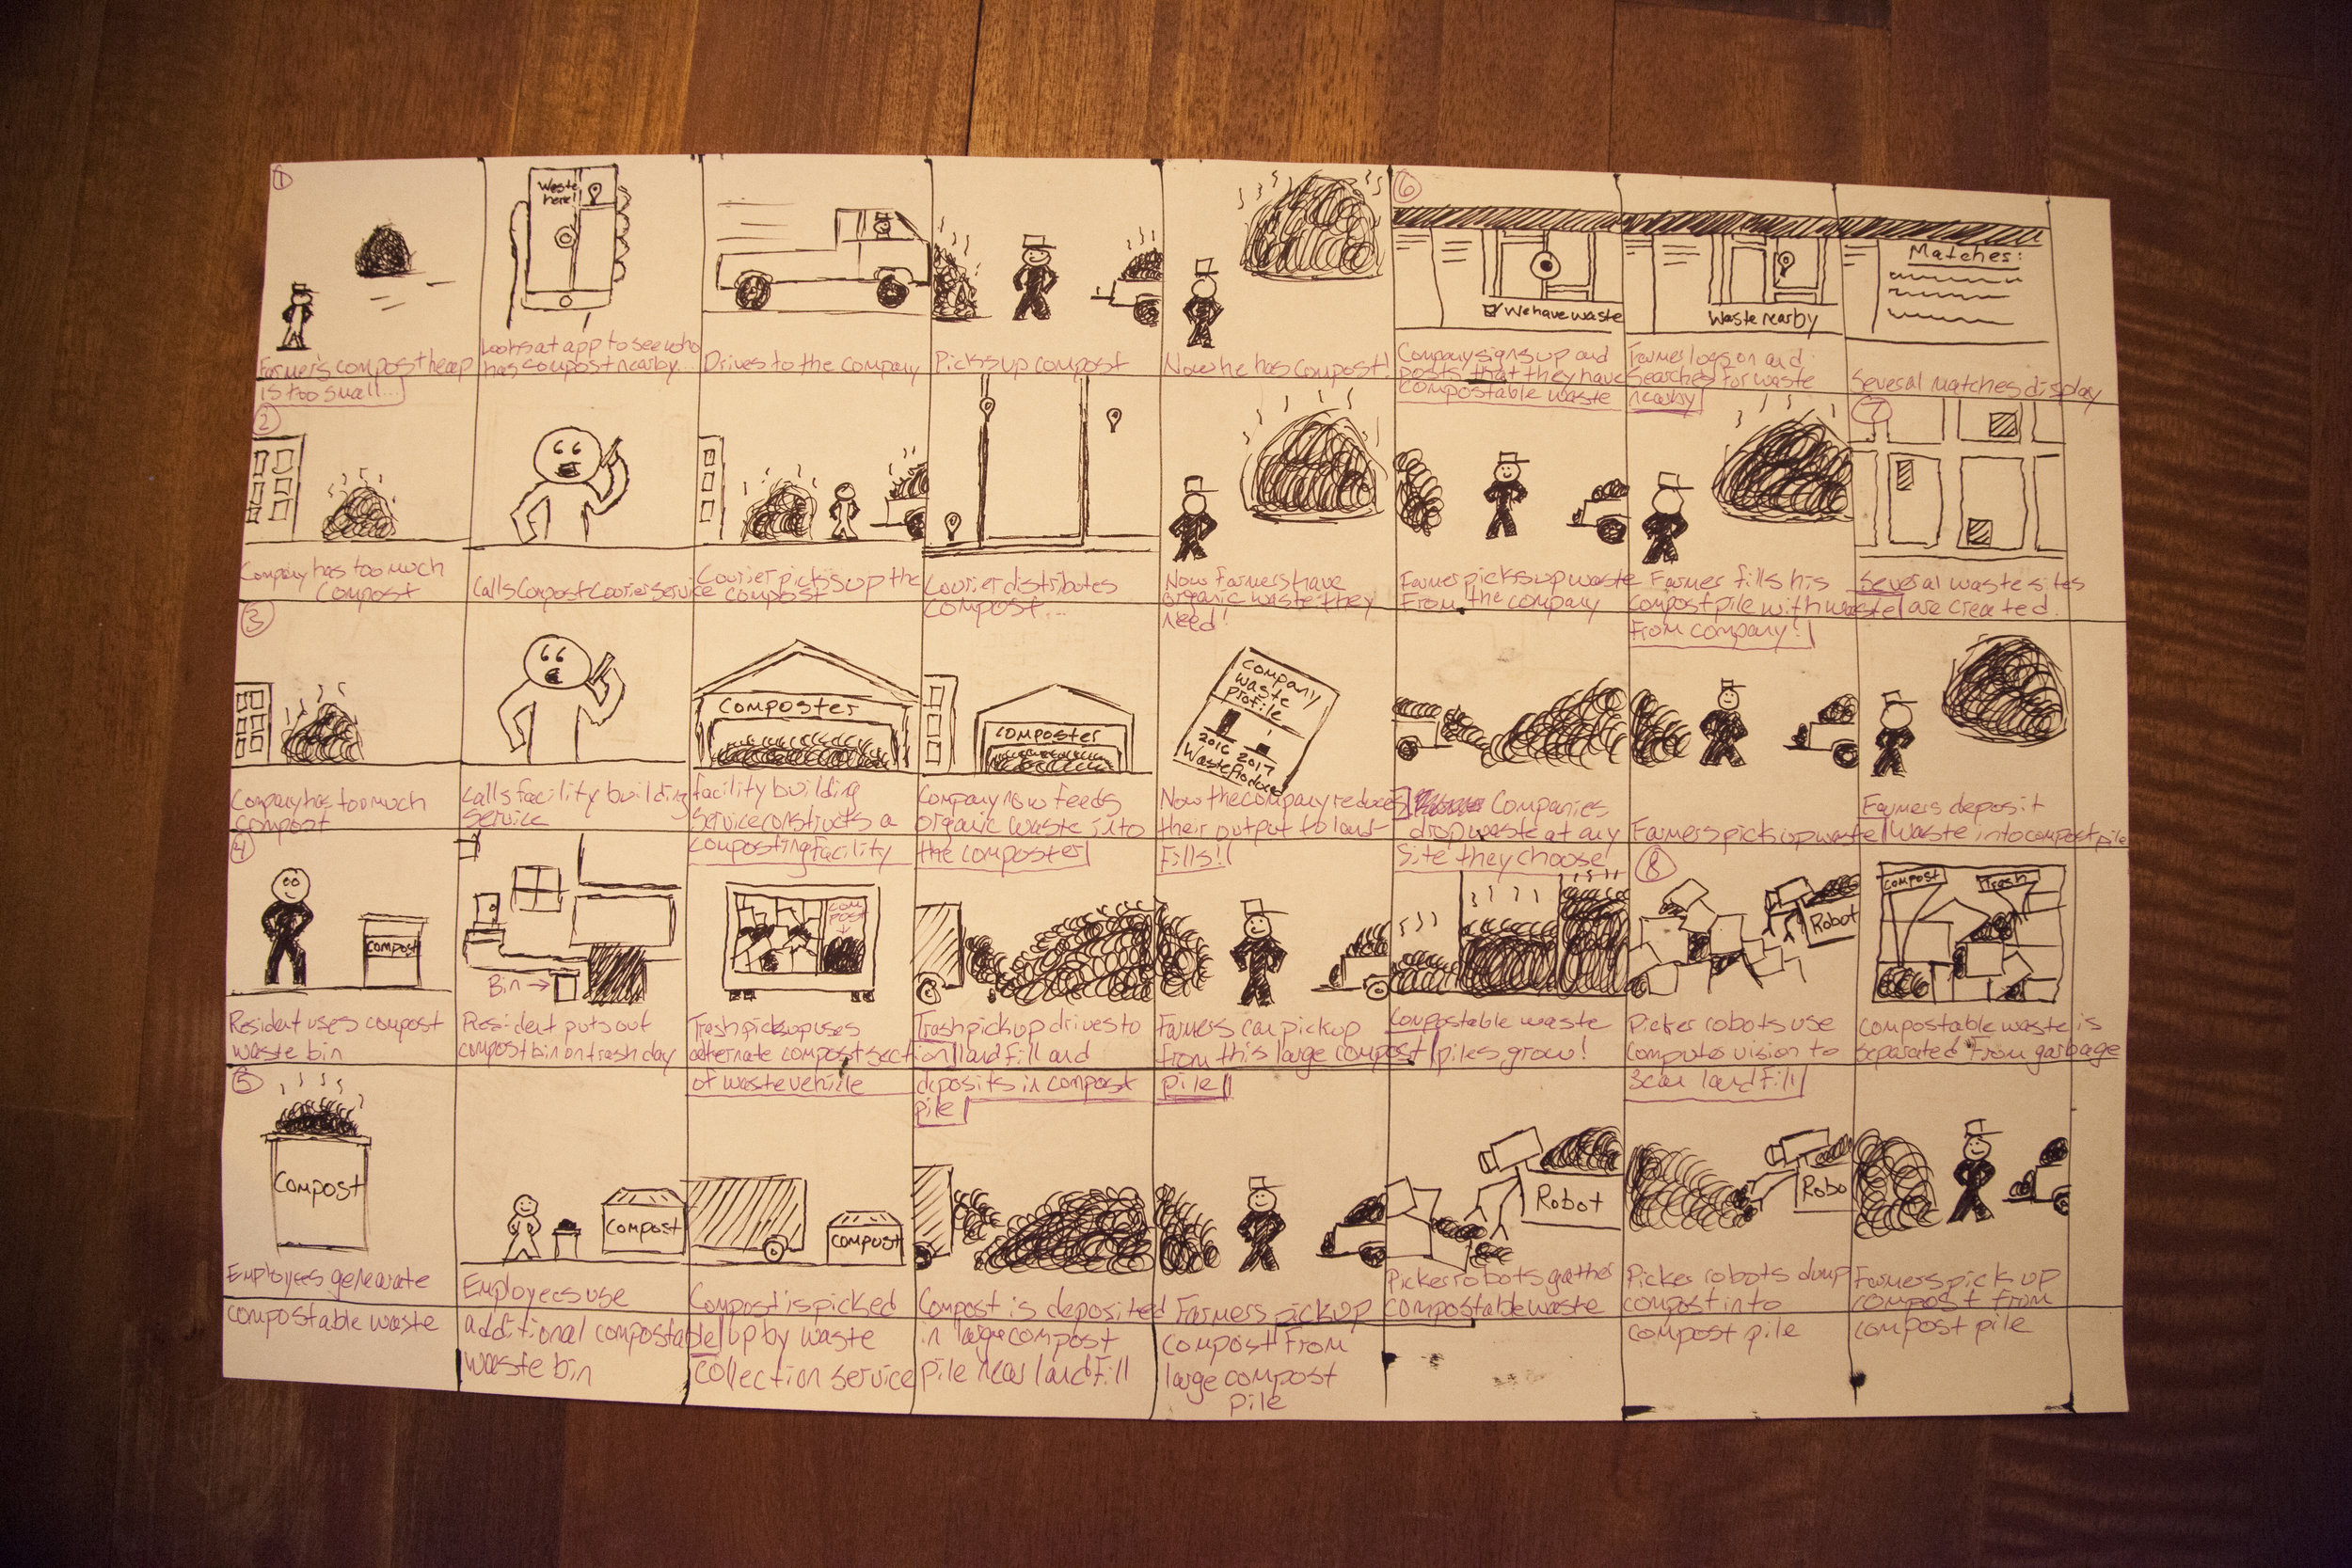 1
Farmer's compost heap
is too small...
Waste
here!
Looks at app to see who
has compost nearby...
Drives to the company
Picks up compost
Now he has compost!
2
Company has too much
compost
Calls Compost Courier Service
Courier picks up the
compost
Courier distributes
compost...
Now Farmers have
organic waste they
need!
3
Company has too much
compost
Calls facility building
service
Composter
facility building
service constructs a
composting facility
Composter
Company now feeds
organic waste into
the composter
Company
waste
profile
2016
2017
Waste Produced
Now the company reduces
their output to land-
fills!
4
compost
Resident uses compost
waste bin
Bin →
Resident puts out
compost bin on trash day
Com
post
Trash pickup uses
alternate compost section
of waste vehicle
Trash pickup drives to
landfill and
deposits in compost
pile
Farmers can pick up
from this large compost
pile
5
Compost
Employees generate
compostable waste
Compost
Employees use
additional compostable
waste bin
Compost
Compost is picked
up by waste
collection service
Compost is deposited
in large compost
pile near landfill
Farmers pick up
compost from
large compost
pile
6
We have waste
Company signs up and
posts that they have
compostable waste
Waste nearby
Farmer logs on and
searches for waste
nearby
Matches:
Several matches display
Farmer picks up waste
From the company
Farmer fills his
compost pile with waste
from company!
7
Several waste sites
are created.
Companies
drop waste at any
site they choose
Farmers pick up waste
Farmers deposit
waste into compost pile
Compostable waste
piles grow!
8
Robot
Picker robots use
computer vision to
scan landfill
Compost
Trash
Compostable waste is
separated from garbage
Robot
Picker robots gather
compostable waste
Robo
Picker robots dump
compost into
compost pile
Farmers pick up
compost from
compost pile